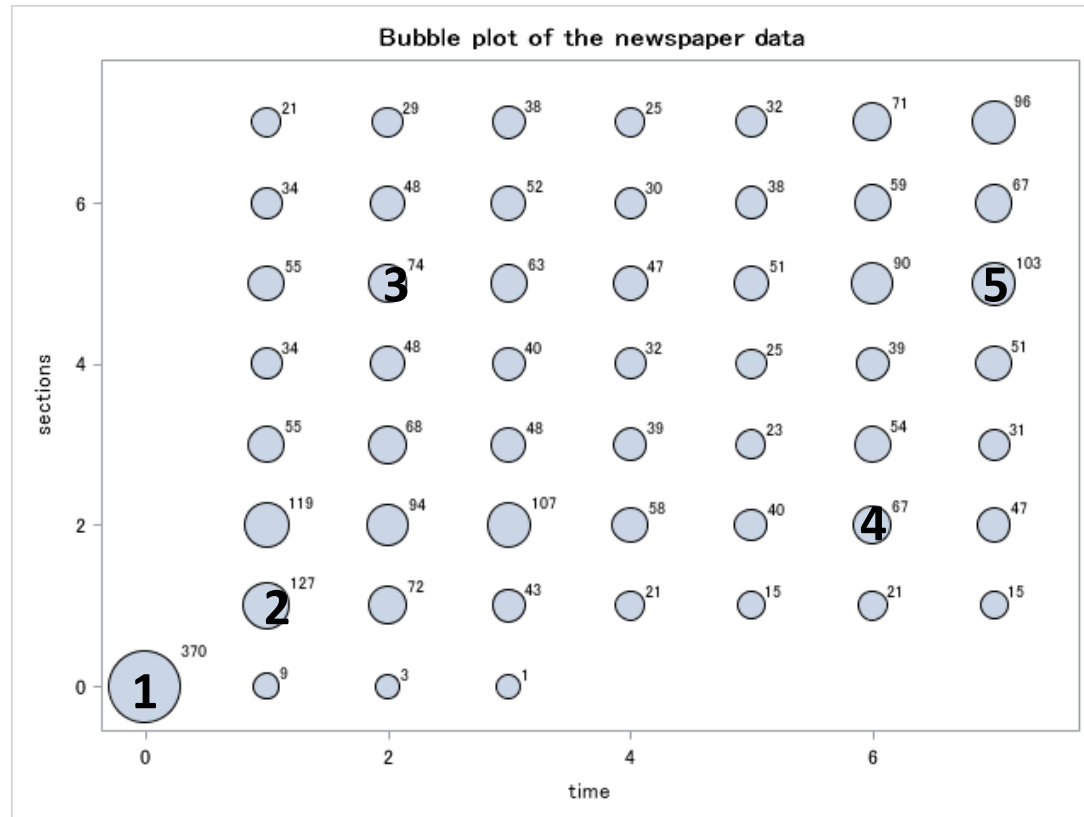 Bubble plot of the newspaper data
21 29 38 25 32 71 96
6 34 48 52 30 38 59 67
55 3 74 63 47 51 90 5 103
4 34 48 40 32 25 39 51
sections
55 68 48 39 23 54 31
2 119 94 107 58 40 4 67 47
2 127 72 43 21 15 21 15
0 1 370 9 3 1
0 2 4 6
time